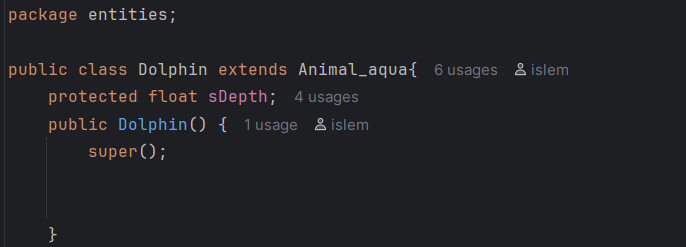 package entities;
public class Dolphin extends Animal_aqua{ 6 usages islem
protected float sDepth; 4 usages
public Dolphin() { 1 usage islem
super();
}